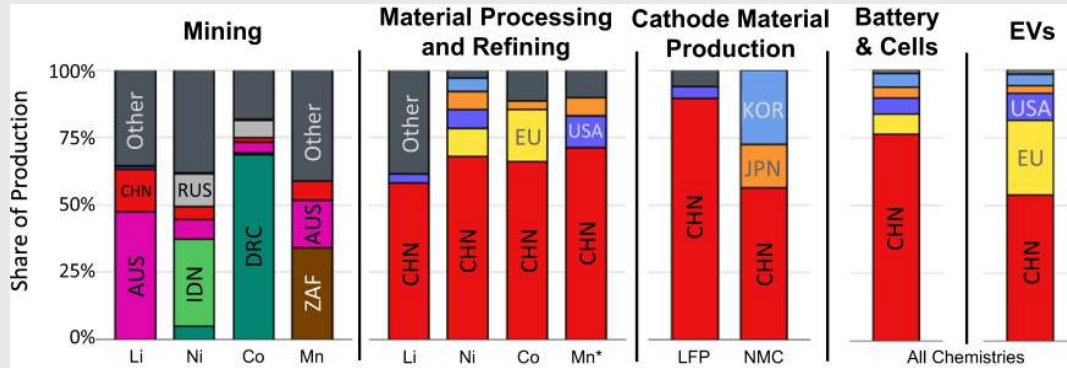 Mining
Material Processing
and Refining
Cathode Material
Production
Battery
& Cells
EVs
Share of Production
100%
75%
50%
25%
0%
Other
CHN
AUS
RUS
IDN
DRC
Other
AUS
ZAF
Other
CHN
CHN
EU
CHN
USA
CHN
CHN
KOR
JPN
CHN
CHN
USA
EU
CHN
Li
Ni
Co
Mn
Li
Ni
Co
Mn*
LFP
NMC
All Chemistries